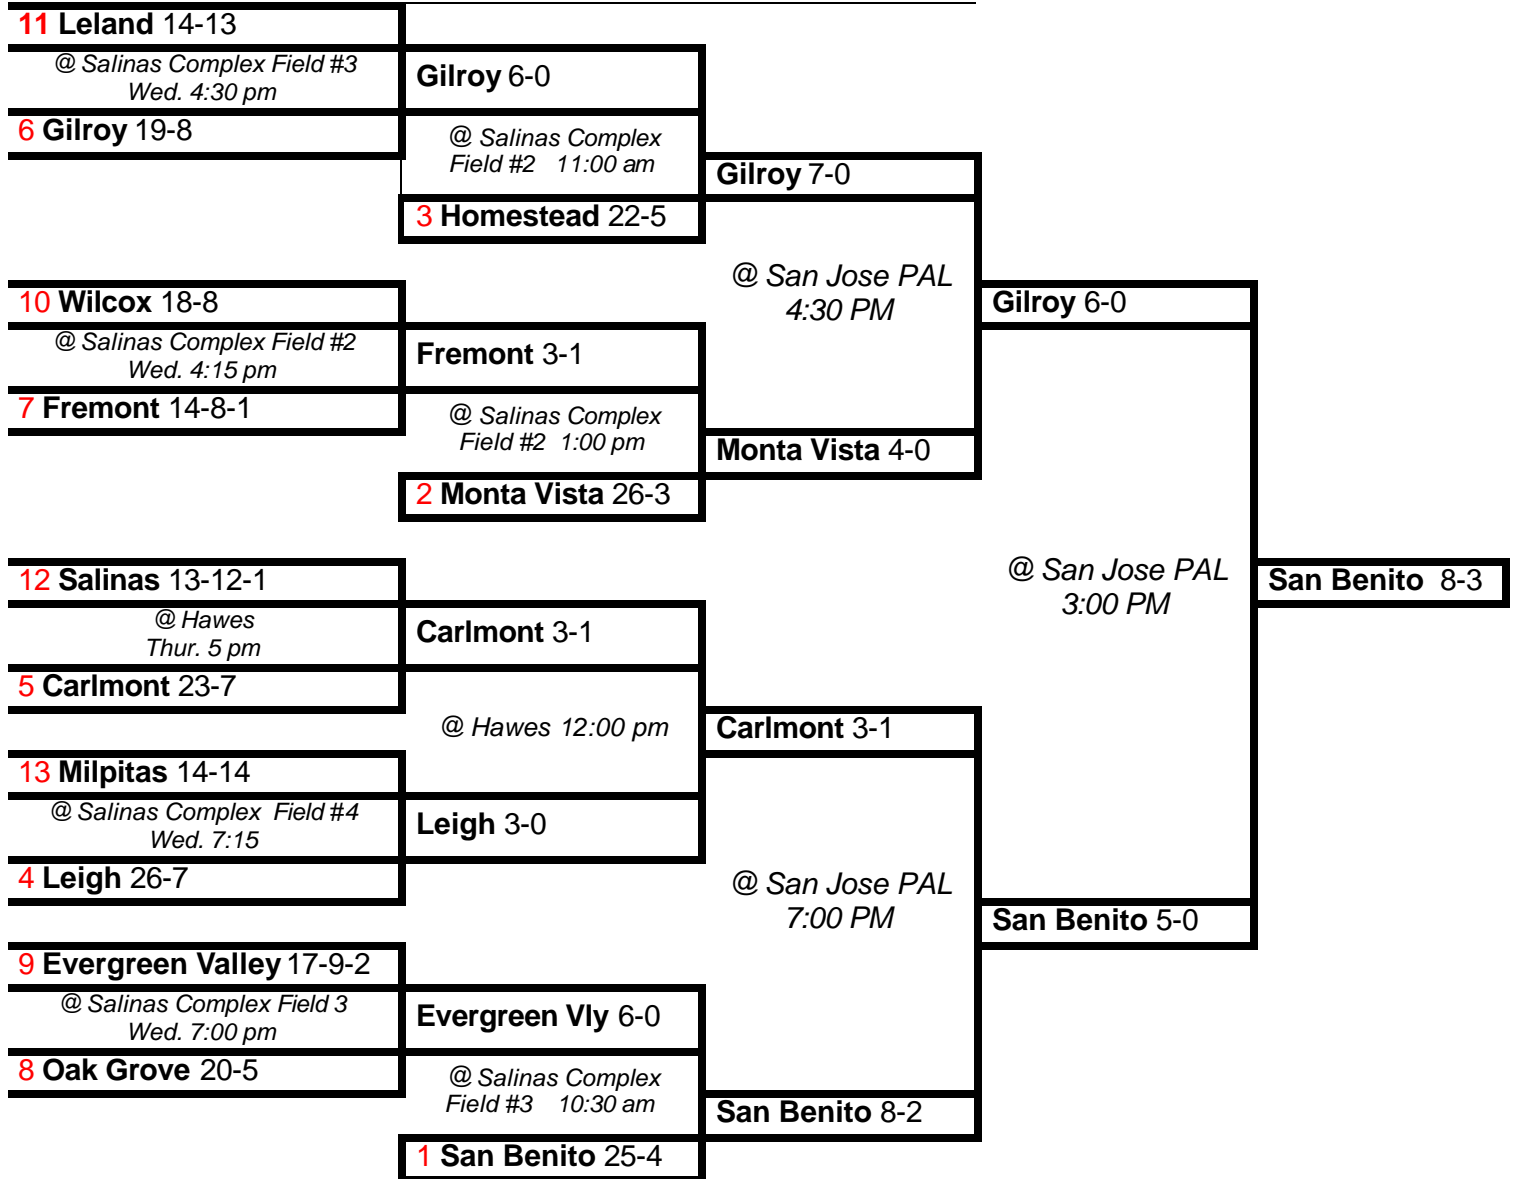 11 Leland 14-13
@ Salinas Complex Field #3
Wed. 4:30 pm
6 Gilroy 19-8
Gilroy 6-0
@ Salinas Complex
Field #2 11:00 am
3 Homestead 22-5
Gilroy 7-0
10 Wilcox 18-8
@ Salinas Complex Field #2
Wed. 4:15 pm
7 Fremont 14-8-1
Fremont 3-1
@ Salinas Complex
Field #2 1:00 pm
2 Monta Vista 26-3
Monta Vista 4-0
@ San Jose PAL
4:30 PM
Gilroy 6-0
12 Salinas 13-12-1
@ Hawes
Thur. 5 pm
5 Carlmont 23-7
Carlmont 3-1
@ Hawes 12:00 pm
13 Milpitas 14-14
@ Salinas Complex Field #4
Wed. 7:15
4 Leigh 26-7
Leigh 3-0
Carlmont 3-1
9 Evergreen Valley 17-9-2
@ Salinas Complex Field 3
Wed. 7:00 pm
8 Oak Grove 20-5
Evergreen Vly 6-0
@ Salinas Complex
Field #3 10:30 am
1 San Benito 25-4
San Benito 8-2
@ San Jose PAL
7:00 PM
San Benito 5-0
@ San Jose PAL
3:00 PM
San Benito 8-3